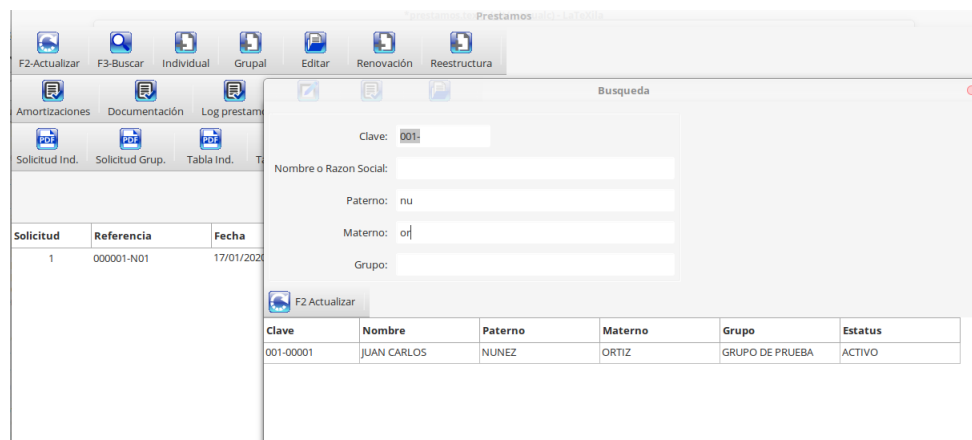 Prestamos
F2-Actualizar F3-Buscar Individual Grupal Editar Renovación Reestructura
Busqueda
Amortizaciones Documentación Log prestam
Clave: 001-
Solicitud Ind. Solicitud Grup. Tabla Ind.
Nombre o Razon Social:
Paterno: nu
Materno: or
Grupo:
Solicitud Referencia Fecha
1 000001-N01 17/01/2020
F2 Actualizar
Clave Nombre Paterno Materno Grupo Estatus
001-00001 JUAN CARLOS NUNEZ ORTIZ GRUPO DE PRUEBA ACTIVO